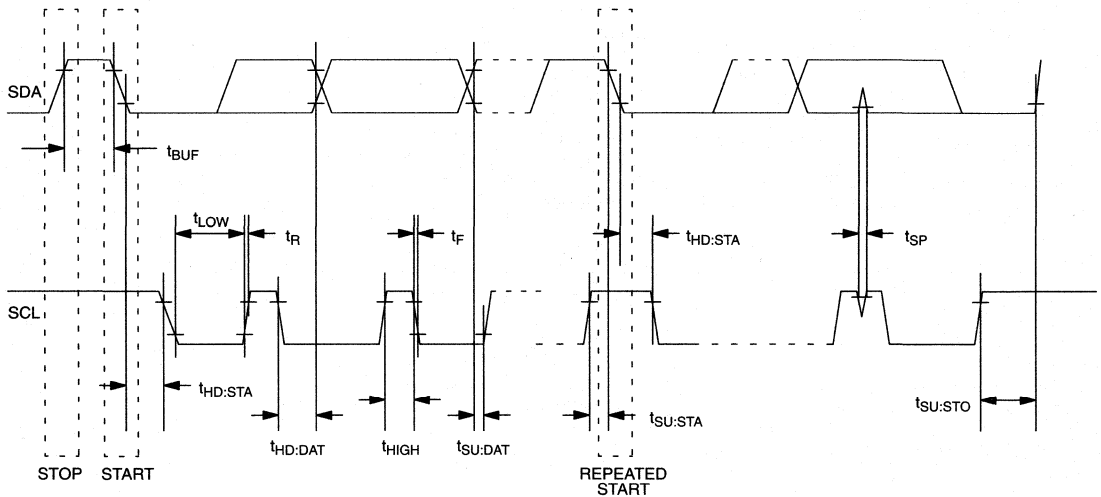 SDA
tBUF
tLOW
tR
tF
tHD:STA
tSP
SCL
tHD:STA
tHD:DAT
tHIGH
tSU:DAT
tSU:STA
tSU:STO
STOP
START
REPEATED
START